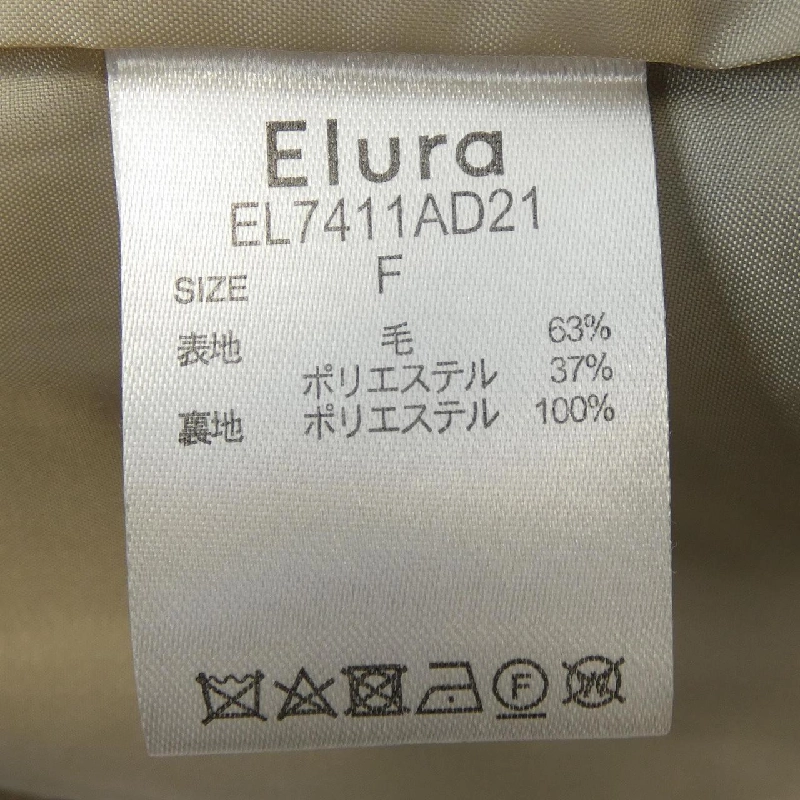 Elura
EL7411AD21
SIZE F
表地 毛 63%
ポリエステル 37%
裏地 ポリエステル 100%
F W